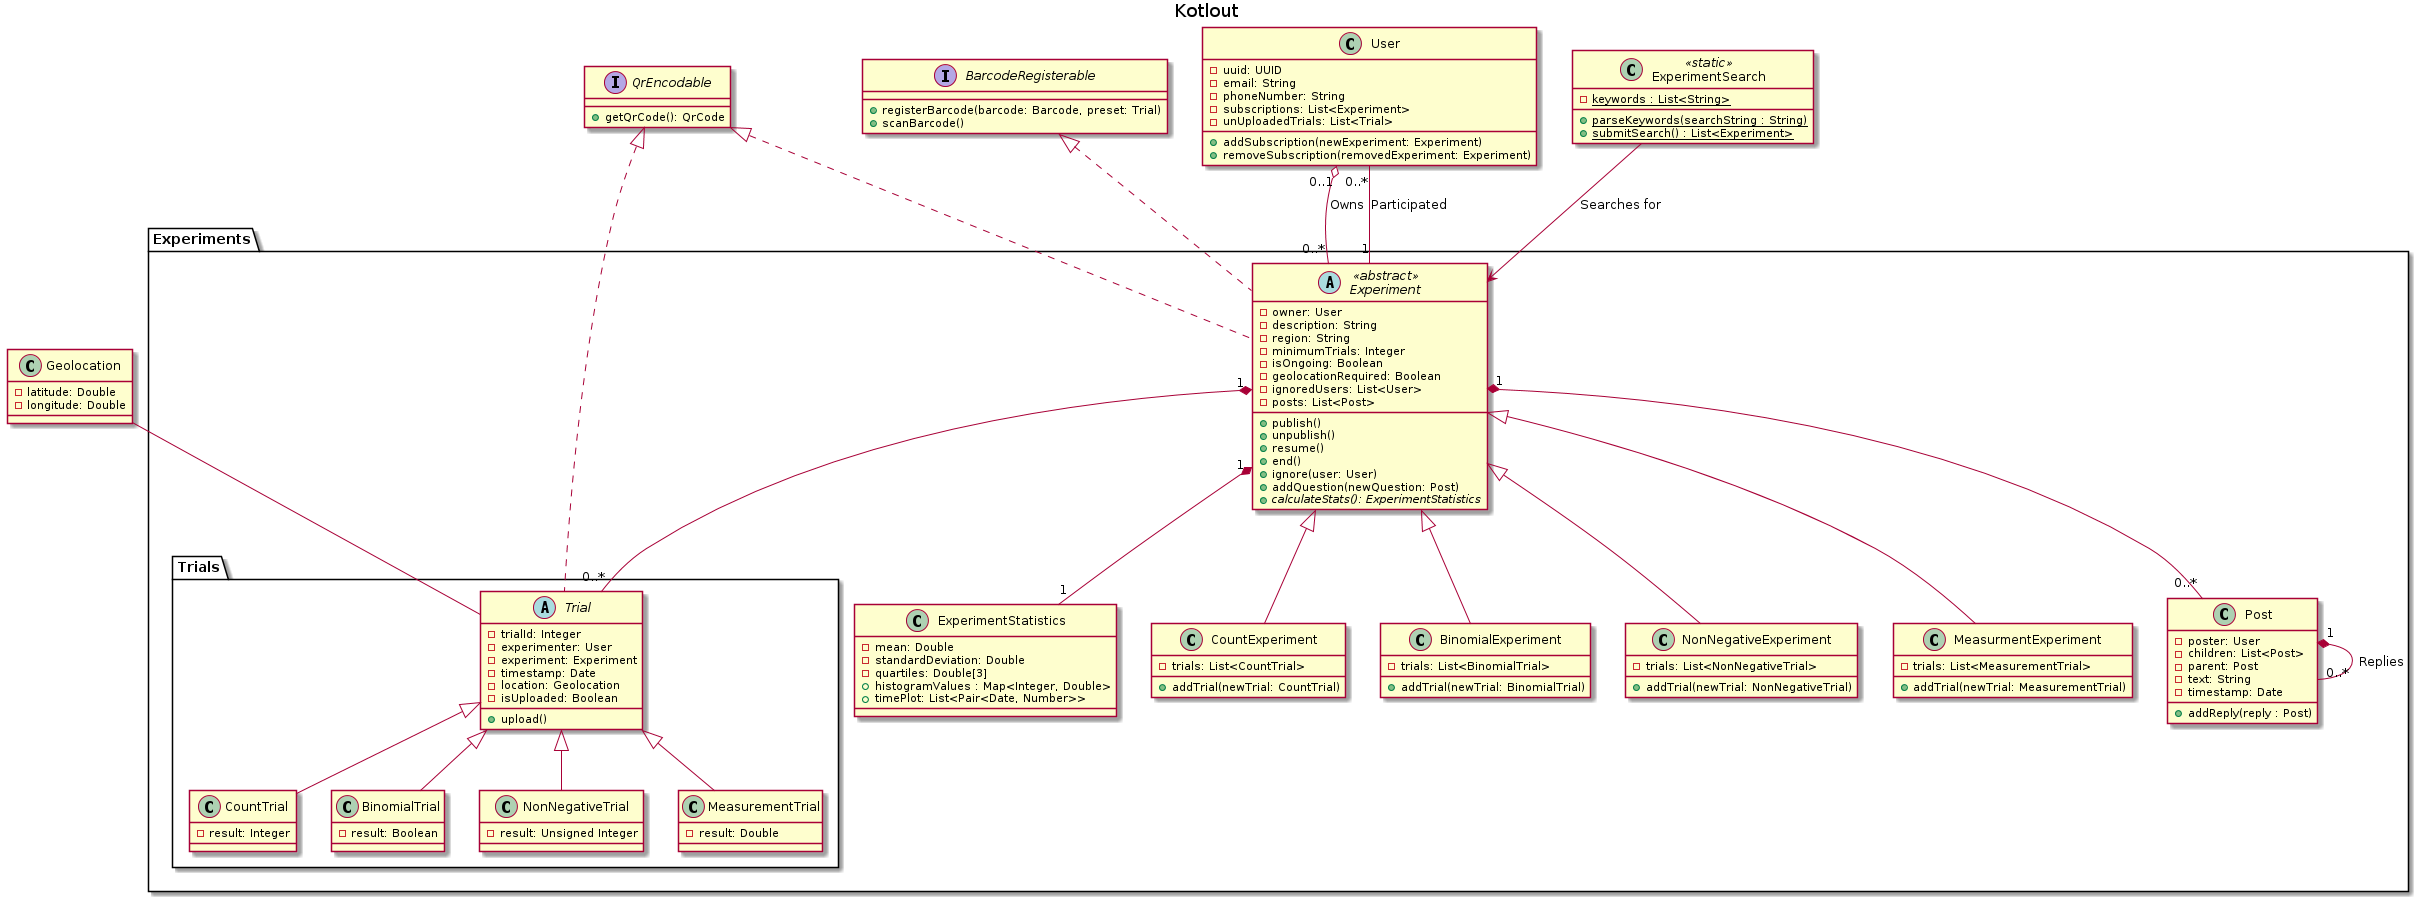 Kotlout
I QrEncodable
getQrCode(): QrCode
I BarcodeRegisterable
registerBarcode(barcode: Barcode, preset: Trial)
scanBarcode()
C User
uuid: UUID
email: String
phoneNumber: String
subscriptions: List<Experiment>
unUploadedTrials: List<Trial>
addSubscription(newExperiment: Experiment)
removeSubscription(removedExperiment: Experiment)
C «static»
ExperimentSearch
keywords : List<String>
parseKeywords(searchString : String)
submitSearch() : List<Experiment>
0..1
0..*
Owns
Participated
Searches for
0..*
1
Experiments
A «abstract»
Experiment
owner: User
description: String
region: String
minimumTrials: Integer
isOngoing: Boolean
geolocationRequired: Boolean
ignoredUsers: List<User>
posts: List<Post>
publish()
unpublish()
resume()
end()
ignore(user: User)
addQuestion(newQuestion: Post)
calculateStats(): ExperimentStatistics
1
1
1
C Geolocation
latitude: Double
longitude: Double
Trials
0..*
1
0..*
A Trial
trialId: Integer
experimenter: User
experiment: Experiment
timestamp: Date
location: Geolocation
isUploaded: Boolean
upload()
C ExperimentStatistics
mean: Double
standardDeviation: Double
quartiles: Double[3]
histogramValues : Map<Integer, Double>
timePlot: List<Pair<Date, Number>>
C CountExperiment
trials: List<CountTrial>
addTrial(newTrial: CountTrial)
C BinomialExperiment
trials: List<BinomialTrial>
addTrial(newTrial: BinomialTrial)
C NonNegativeExperiment
trials: List<NonNegativeTrial>
addTrial(newTrial: NonNegativeTrial)
C MeasurmentExperiment
trials: List<MeasurementTrial>
addTrial(newTrial: MeasurementTrial)
C Post
poster: User
children: List<Post>
parent: Post
text: String
timestamp: Date
addReply(reply : Post)
1
Replies
0..*
C CountTrial
result: Integer
C BinomialTrial
result: Boolean
C NonNegativeTrial
result: Unsigned Integer
C MeasurementTrial
result: Double